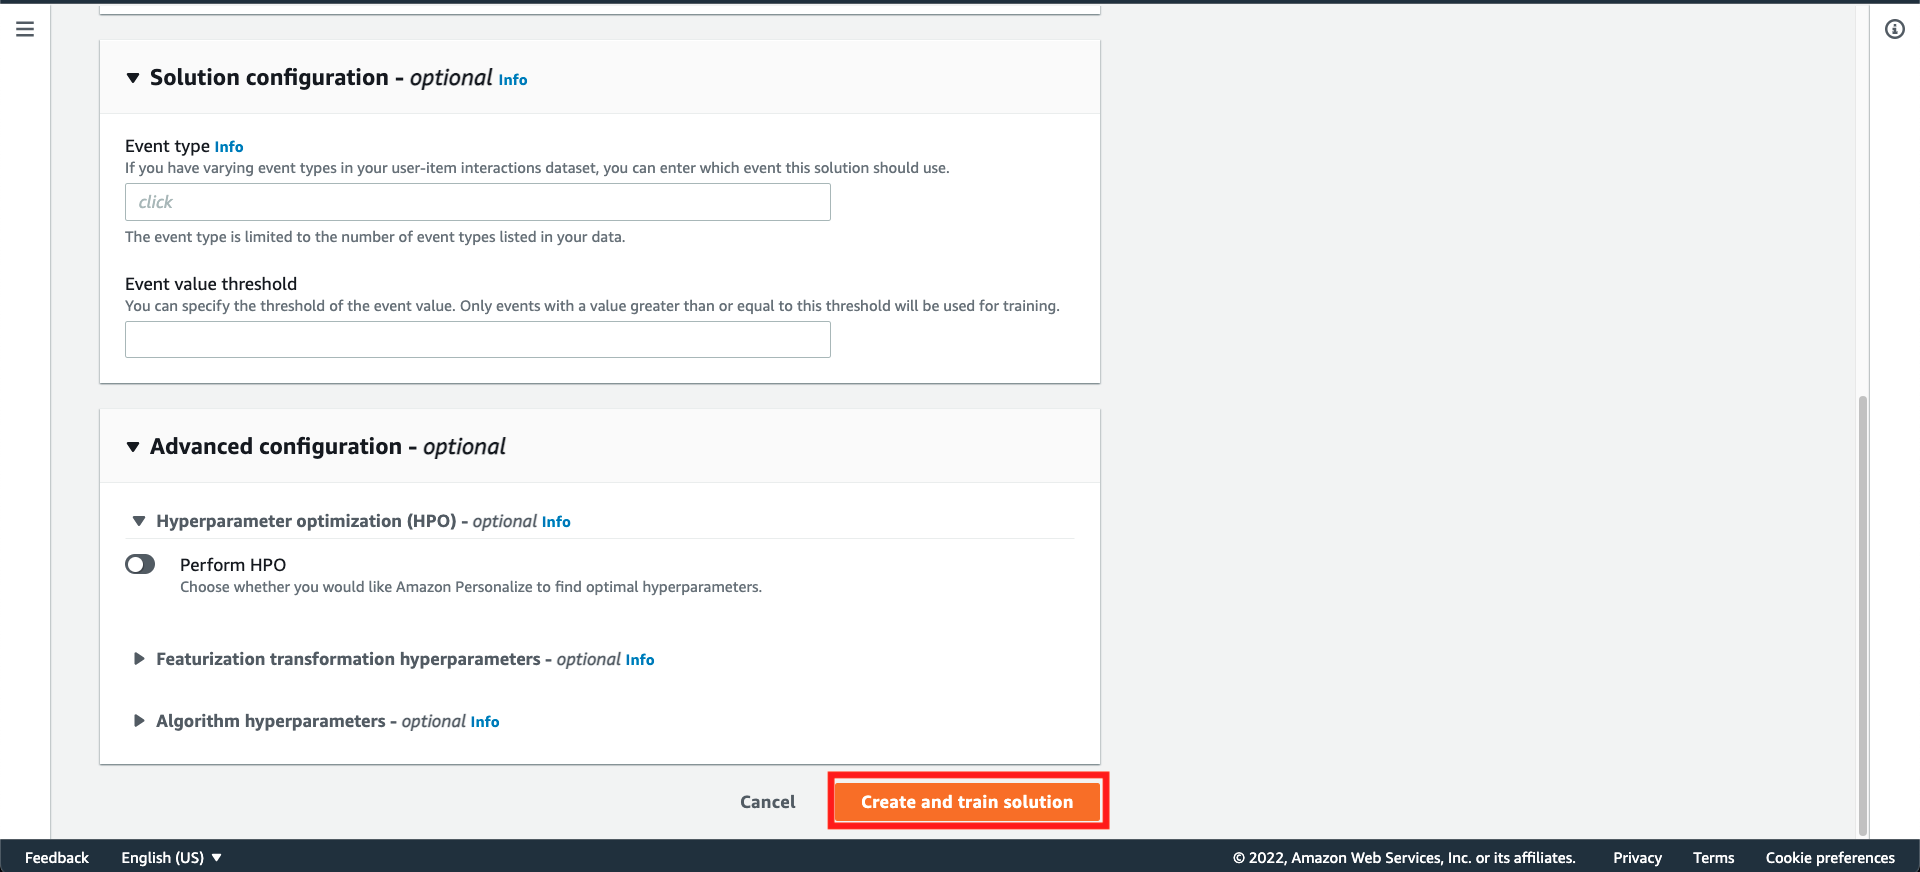 Solution configuration - optional Info
Event type Info
If you have varying event types in your user-item interactions dataset, you can enter which event this solution should use.
click
The event type is limited to the number of event types listed in your data.
Event value threshold
You can specify the threshold of the event value. Only events with a value greater than or equal to this threshold will be used for training.
Advanced configuration - optional
Hyperparameter optimization (HPO) - optional Info
Perform HPO
Choose whether you would like Amazon Personalize to find optimal hyperparameters.
Featurization transformation hyperparameters - optional Info
Algorithm hyperparameters - optional Info
Cancel Create and train solution
Feedback English (US) © 2022, Amazon Web Services, Inc. or its affiliates. Privacy Terms Cookie preferences